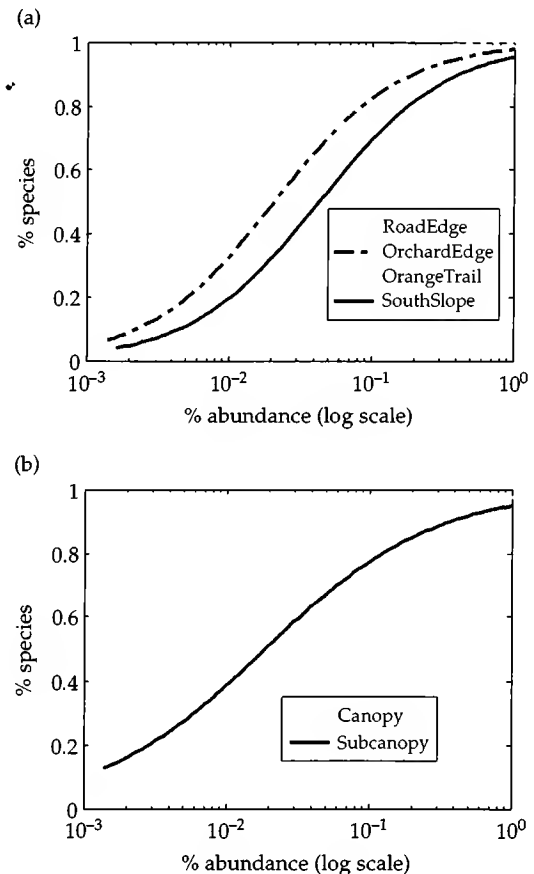 (a)
1
0.8
0.6
0.4
0.2
0
% species
RoadEdge
OrchardEdge
OrangeTrail
SouthSlope
10⁻³
10⁻²
10⁻¹
10⁰
% abundance (log scale)
(b)
1
0.8
0.6
0.4
0.2
0
% species
Canopy
Subcanopy
10⁻³
10⁻²
10⁻¹
10⁰
% abundance (log scale)